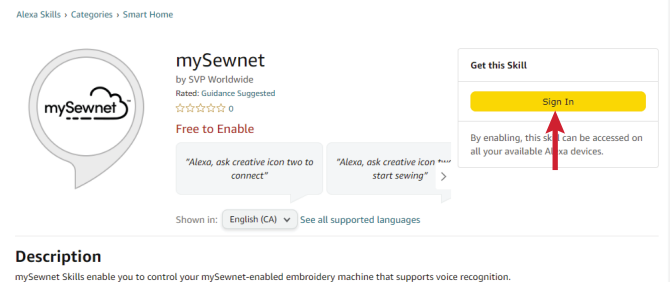 Alexa Skills › Categories › Smart Home
mySewnet™
mySewnet
by SVP Worldwide
Rated: Guidance Suggested
0
Free to Enable
"Alexa, ask creative icon two to
connect"
"Alexa, ask creative icon two
start sewing"
Shown in: English (CA) See all supported languages
Get this Skill
Sign In
By enabling, this skill can be accessed on
all your available Alexa devices.
Description
mySewnet Skills enable you to control your mySewnet-enabled embroidery machine that supports voice recognition.